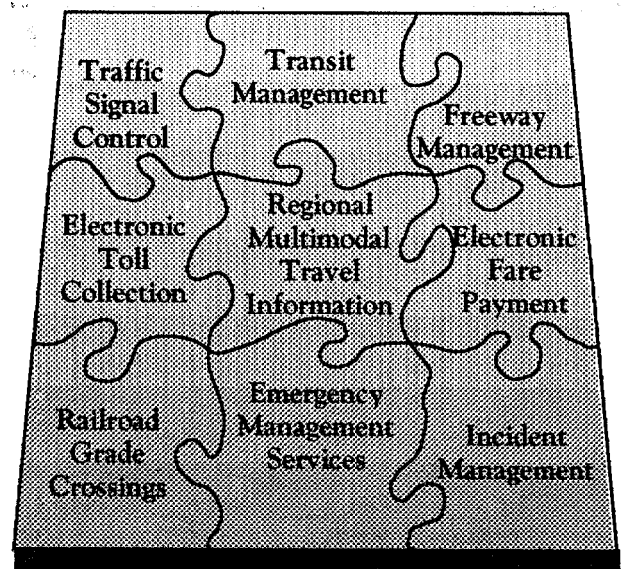 Traffic
Signal
Control
Transit
Management
Freeway
Management
Electronic
Toll
Collection
Regional
Multimodal
Travel
Information
Electronic
Fare
Payment
Railroad
Grade
Crossings
Emergency
Management
Services
Incident
Management